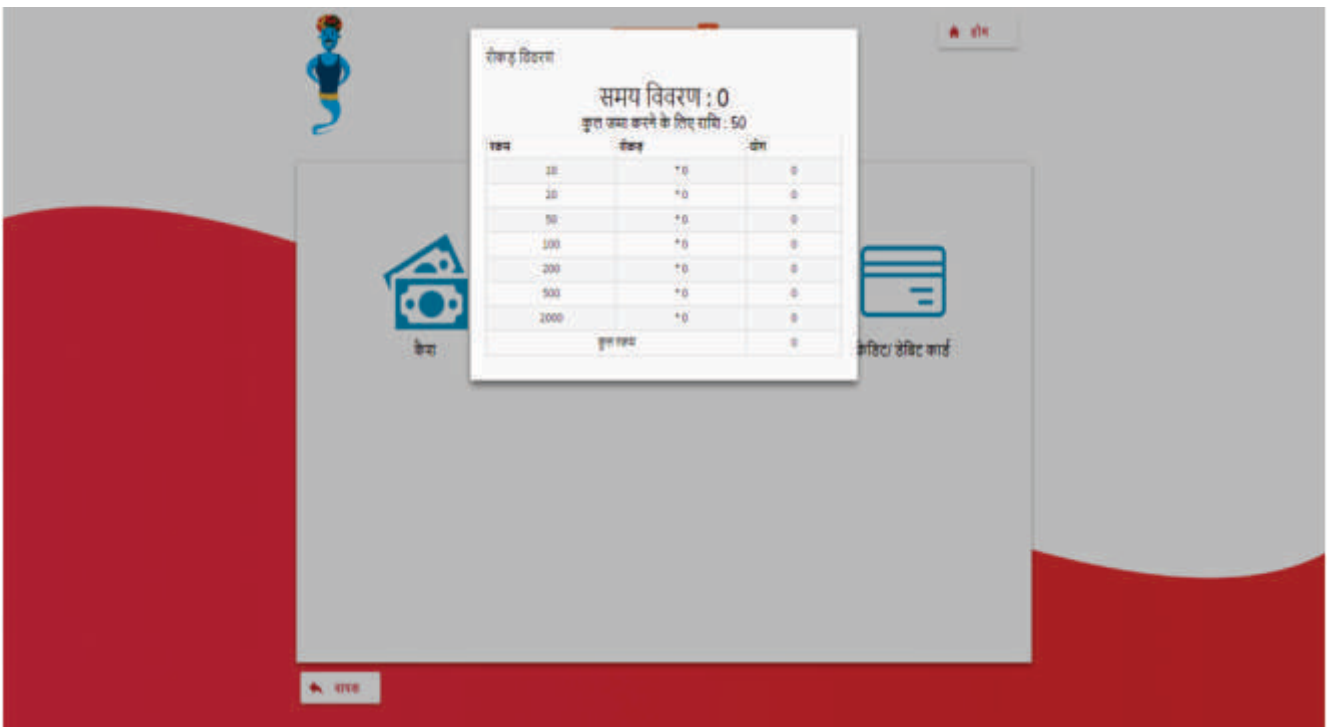 होम
रोकड़ विवरण
समय विवरण : 0
कुल जमा करने के लिए राशि : 50
रकम रोकड़ योग
10 * 0 0
20 * 0 0
50 * 0 0
100 * 0 0
200 * 0 0
500 * 0 0
2000 * 0 0
कुल रकम 0
कैश
क्रेडिट/ डेबिट कार्ड
वापस